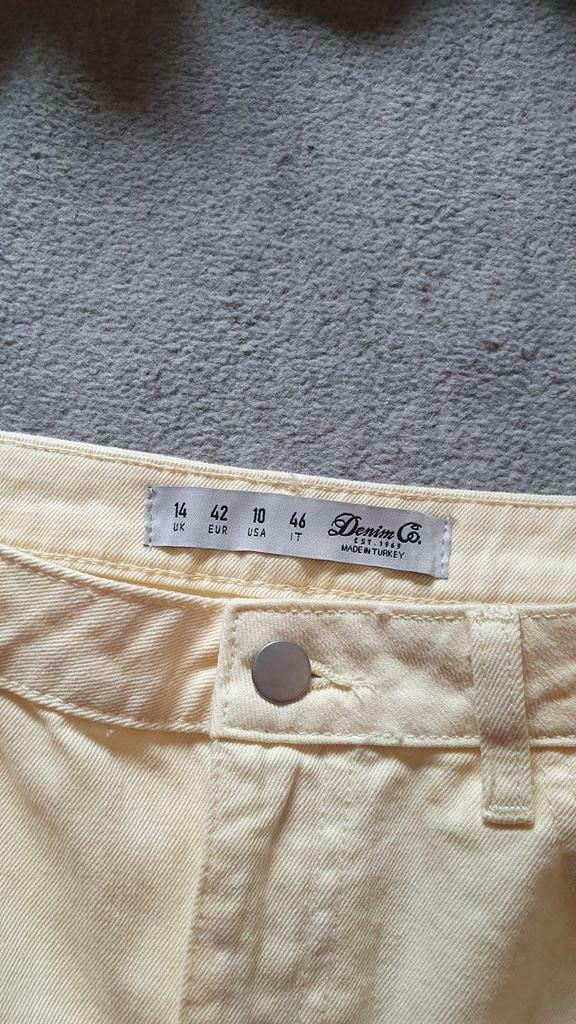 14 42 10 46 Denim Co.
UK EUR USA IT EST. 1969
MADE IN TURKEY